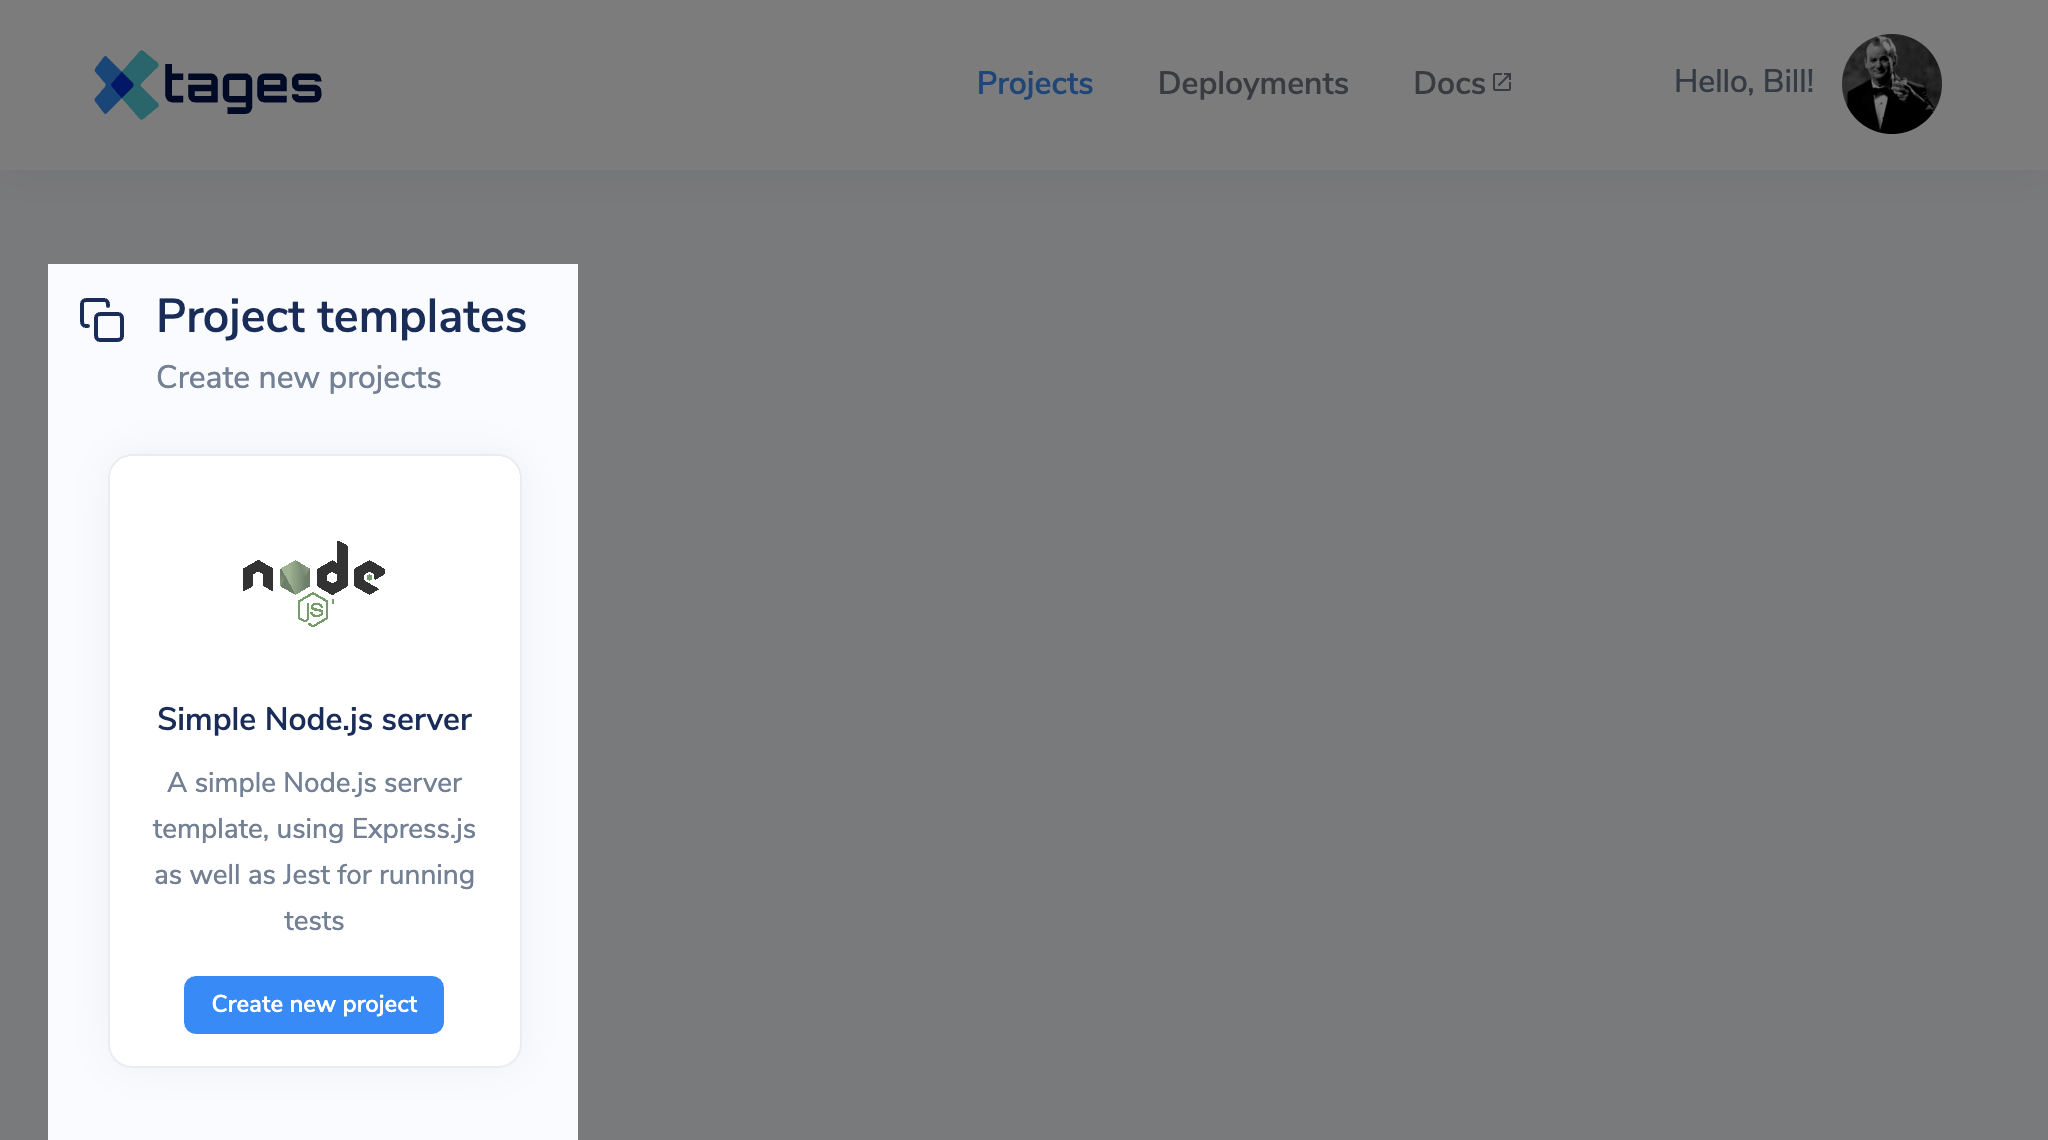 xtages
Projects
Deployments
Docs
Hello, Bill!
Project templates
Create new projects
node
JS
Simple Node.js server
A simple Node.js server
template, using Express.js
as well as Jest for running
tests
Create new project